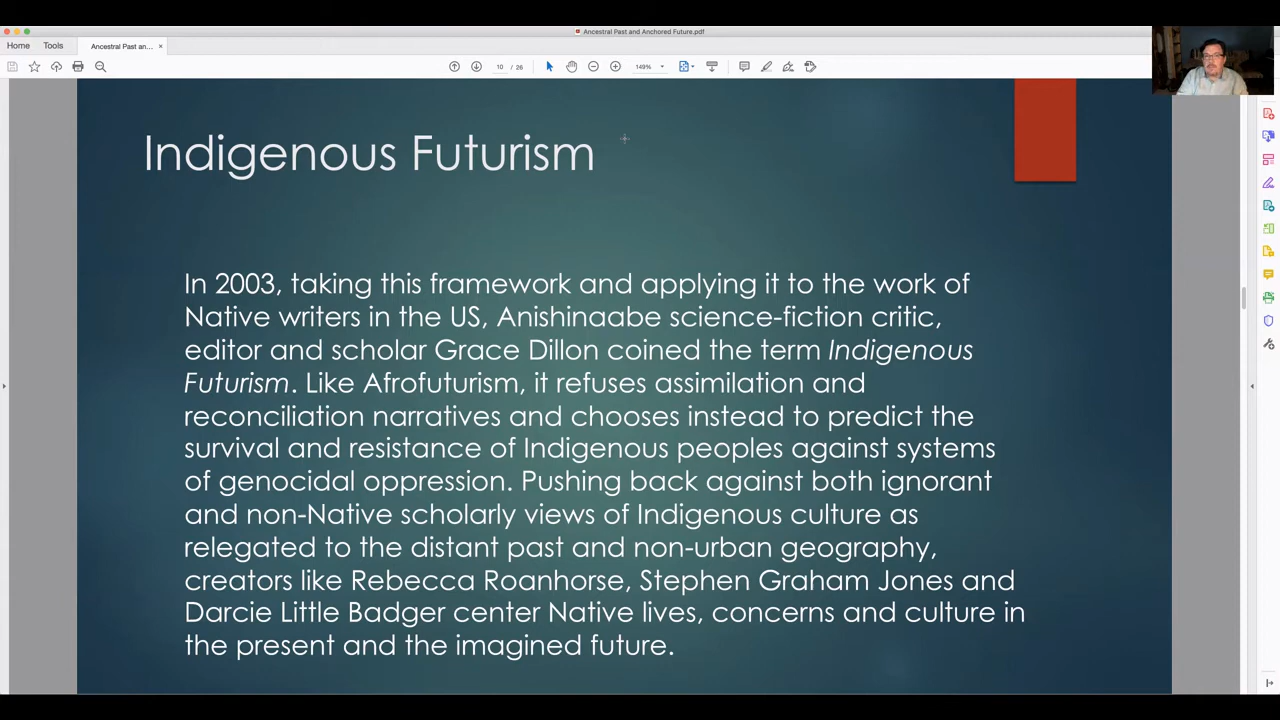 Ancestral Past and Anchored Future.pdf
Home Tools Ancestral Past an... ×
10 / 26 149%
Indigenous Futurism
In 2003, taking this framework and applying it to the work of
Native writers in the US, Anishinaabe science-fiction critic,
editor and scholar Grace Dillon coined the term Indigenous
Futurism. Like Afrofuturism, it refuses assimilation and
reconciliation narratives and chooses instead to predict the
survival and resistance of Indigenous peoples against systems
of genocidal oppression. Pushing back against both ignorant
and non-Native scholarly views of Indigenous culture as
relegated to the distant past and non-urban geography,
creators like Rebecca Roanhorse, Stephen Graham Jones and
Darcie Little Badger center Native lives, concerns and culture in
the present and the imagined future.